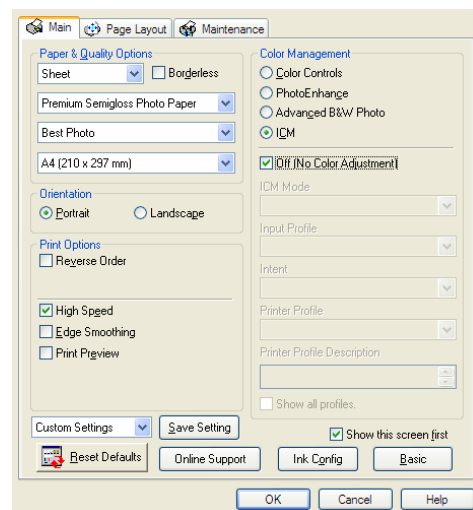 Main
Page Layout
Maintenance
Paper & Quality Options
Sheet
Borderless
Premium Semigloss Photo Paper
Best Photo
A4 (210 x 297 mm)
Orientation
Portrait
Landscape
Print Options
Reverse Order
High Speed
Edge Smoothing
Print Preview
Custom Settings
Save Setting
Reset Defaults
Color Management
Color Controls
PhotoEnhance
Advanced B&W Photo
ICM
Off (No Color Adjustment)
ICM Mode
Input Profile
Intent
Printer Profile
Printer Profile Description
Show all profiles.
Show this screen first
Online Support
Ink Config
Basic
OK
Cancel
Help